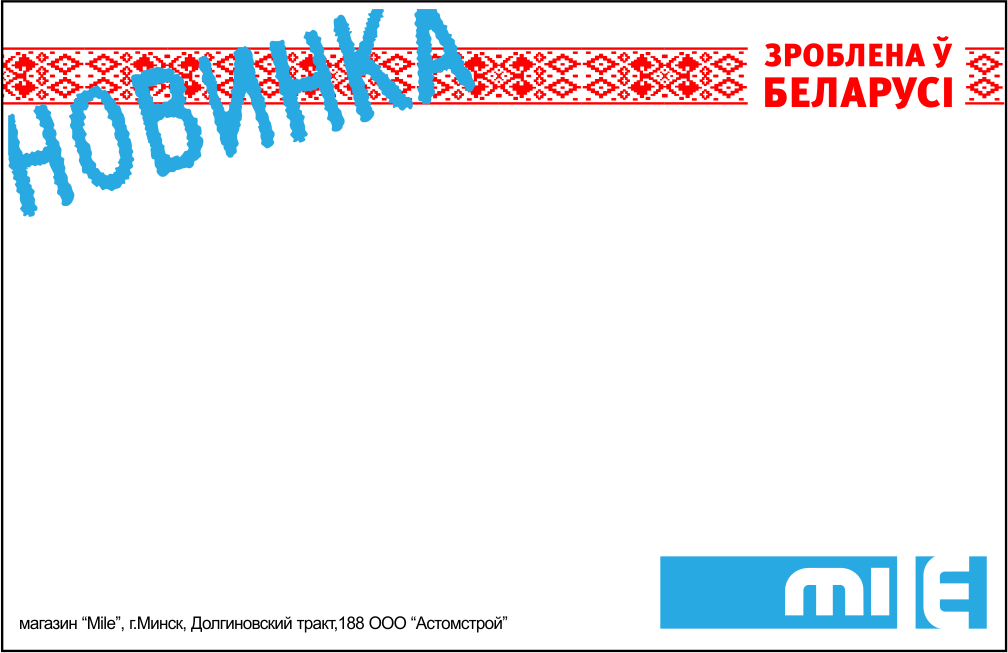 НОВИНКА
ЗРОБЛЕНА Ў
БЕЛАРУСІ
mile
магазин “Mile”, г.Минск, Долгиновский тракт,188 ООО “Астомстрой”